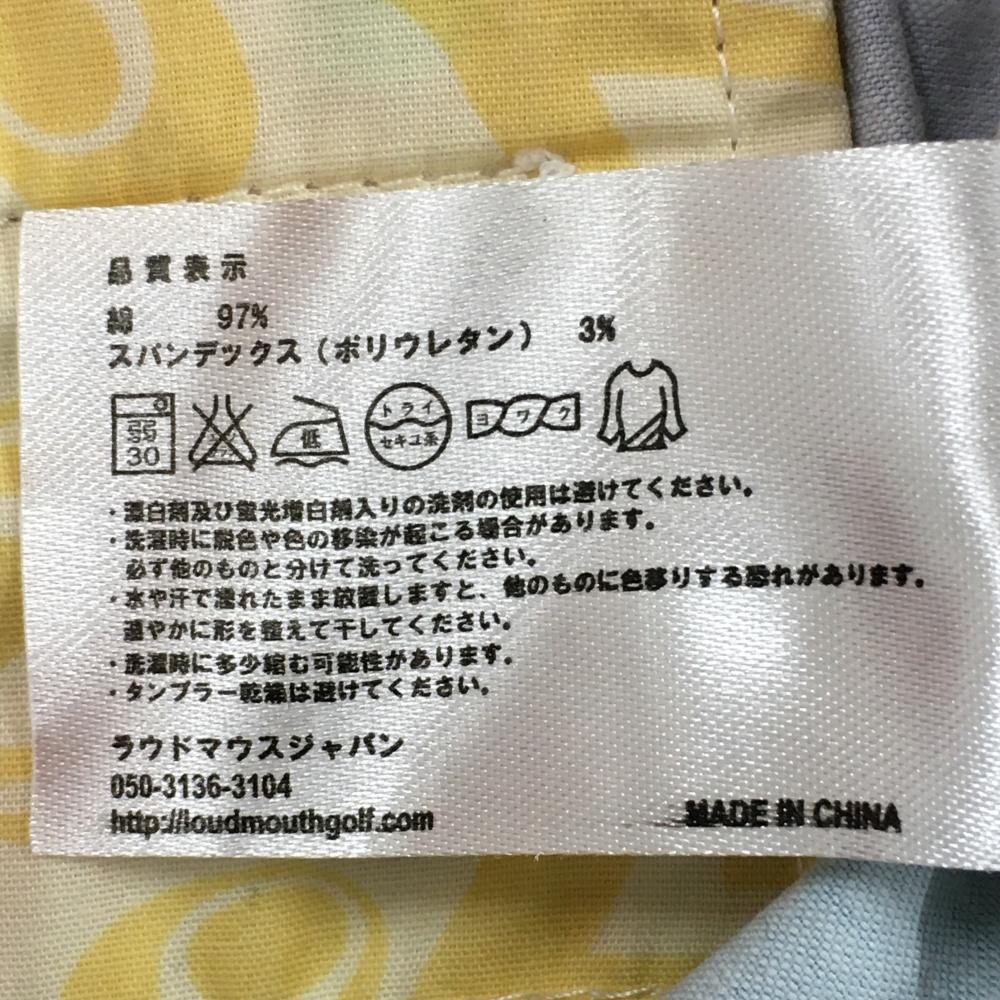 品質表示
綿 97%
スパンデックス（ポリウレタン） 3%
弱
30
低
ドライ
セキユ系
ヨワク
・漂白剤及び蛍光増白剤入りの洗剤の使用は避けてください。
・洗濯時に脱色や色の移染が起こる場合があります。
必ず他のものと分けて洗ってください。
・水や汗で濡れたまま放置しますと、他のものに色移りする恐れがあります。
速やかに形を整えて干してください。
・洗濯時に多少縮む可能性があります。
・タンブラー乾燥は避けてください。
ラウドマウスジャパン
050-3136-3104
http://loudmouthgolf.com
MADE IN CHINA